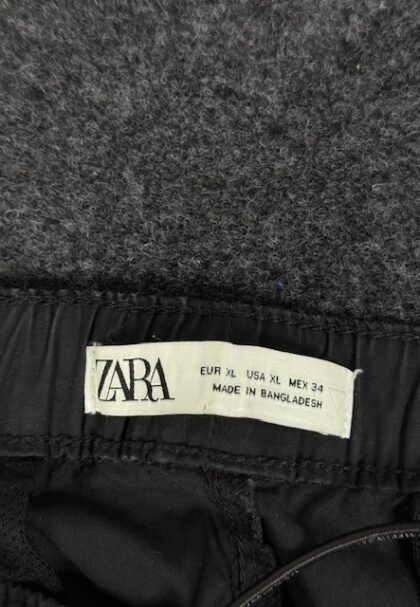 ZARA
EUR XL USA XL MEX 34
MADE IN BANGLADESH